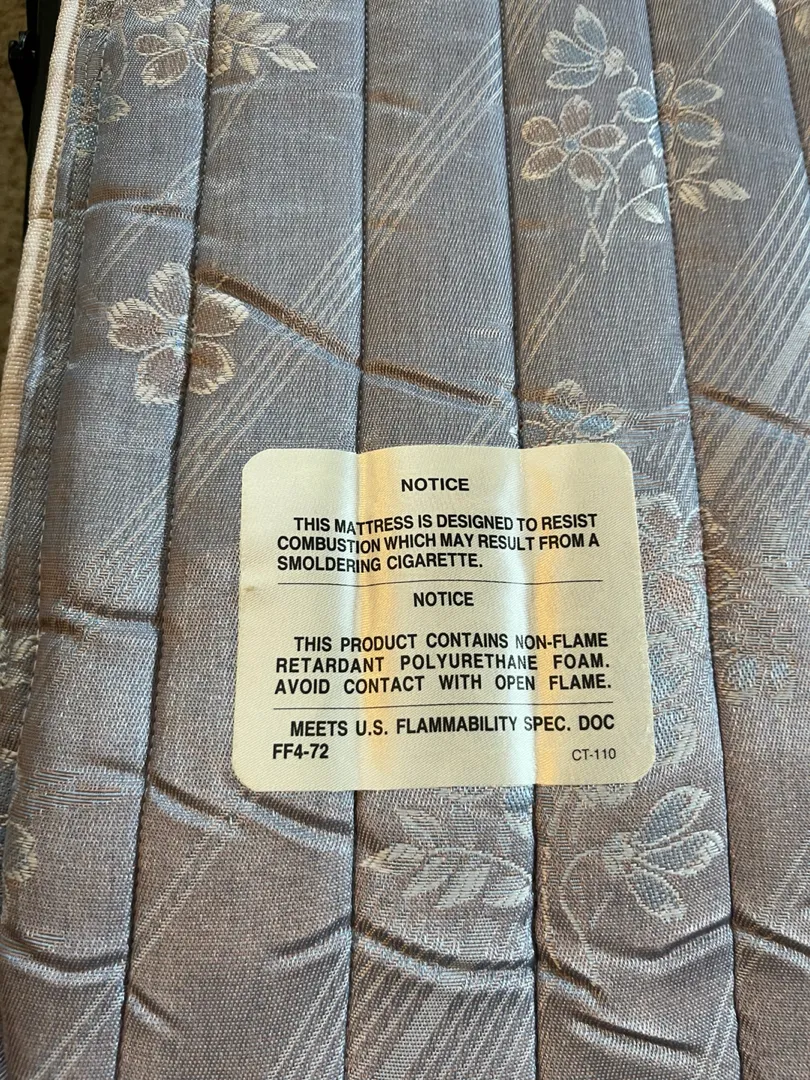 NOTICE
THIS MATTRESS IS DESIGNED TO RESIST
COMBUSTION WHICH MAY RESULT FROM A
SMOLDERING CIGARETTE.
NOTICE
THIS PRODUCT CONTAINS NON-FLAME
RETARDANT POLYURETHANE FOAM.
AVOID CONTACT WITH OPEN FLAME.
MEETS U.S. FLAMMABILITY SPEC. DOC
FF4-72
CT-110